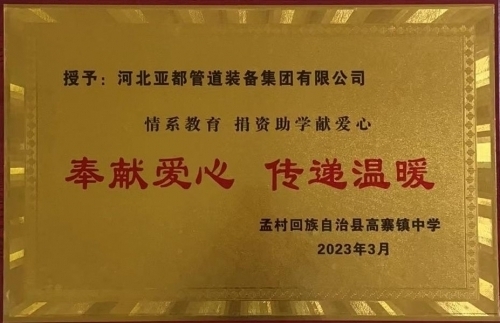 授予：河北亚都管道装备集团有限公司
情系教育 捐资助学献爱心
奉献爱心 传递温暖
孟村回族自治县高寨镇中学
2023年3月